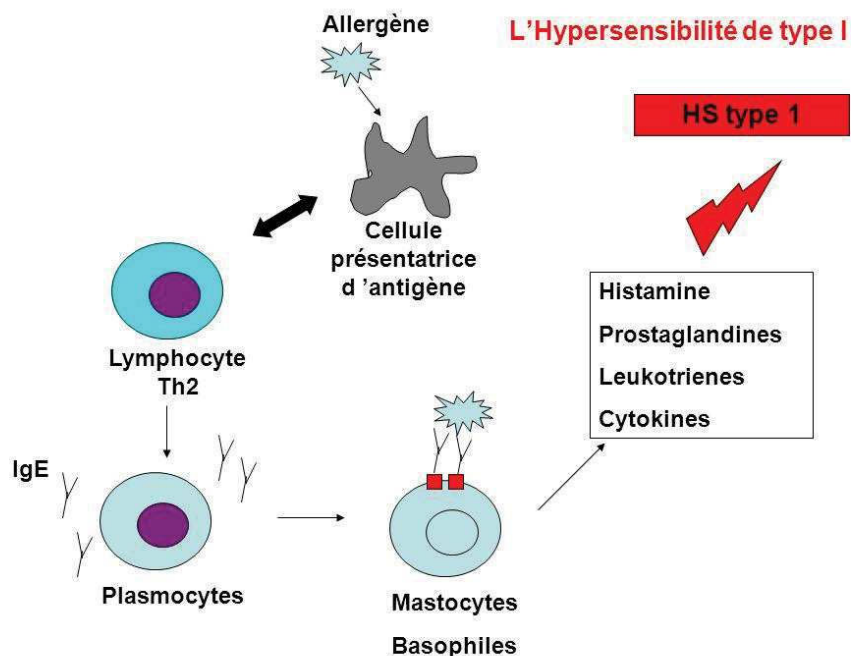 Allergène
L'Hypersensibilité de type I
HS type 1
Cellule
présentatrice
d 'antigène
Histamine
Prostaglandines
Leukotrienes
Cytokines
Lymphocyte
Th2
IgE
Plasmocytes
Mastocytes
Basophiles